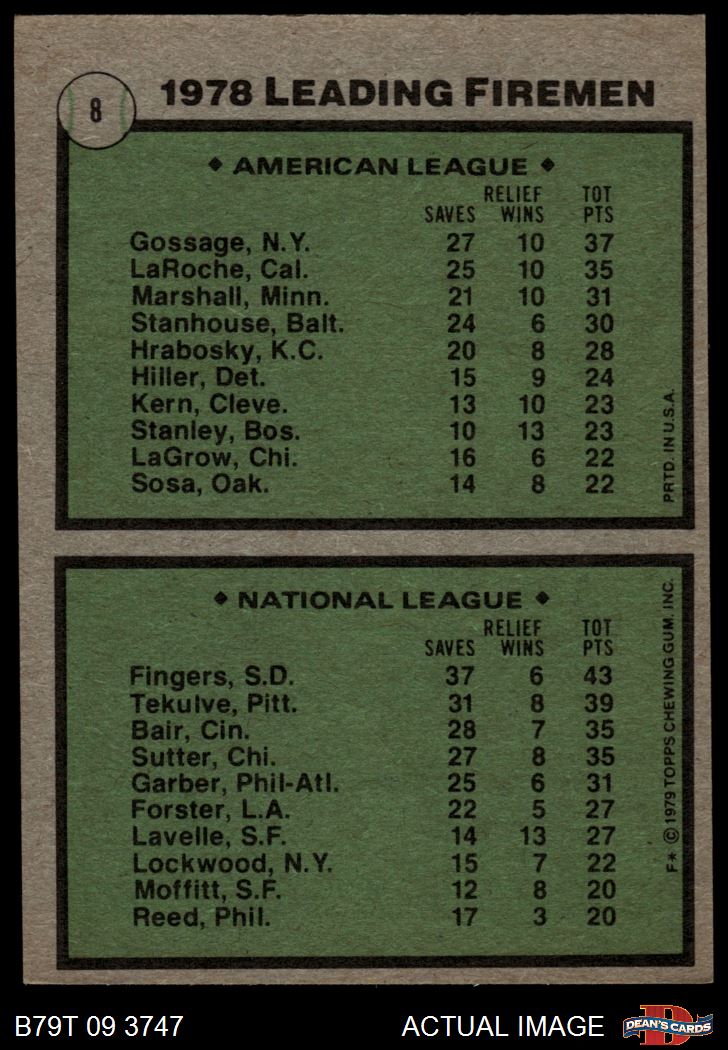 8
1978 LEADING FIREMEN
◆ AMERICAN LEAGUE ◆
RELIEF TOT
SAVES WINS PTS
Gossage, N.Y. 27 10 37
LaRoche, Cal. 25 10 35
Marshall, Minn. 21 10 31
Stanhouse, Balt. 24 6 30
Hrabosky, K.C. 20 8 28
Hiller, Det. 15 9 24
Kern, Cleve. 13 10 23
Stanley, Bos. 10 13 23
LaGrow, Chi. 16 6 22
Sosa, Oak. 14 8 22
PRTD. IN U.S.A.
◆ NATIONAL LEAGUE ◆
RELIEF TOT
SAVES WINS PTS
Fingers, S.D. 37 6 43
Tekulve, Pitt. 31 8 39
Bair, Cin. 28 7 35
Sutter, Chi. 27 8 35
Garber, Phil-Atl. 25 6 31
Forster, L.A. 22 5 27
Lavelle, S.F. 14 13 27
Lockwood, N.Y. 15 7 22
Moffitt, S.F. 12 8 20
Reed, Phil. 17 3 20
F* © 1979 TOPPS CHEWING GUM, INC.
B79T 09 3747 ACTUAL IMAGE
D
DEAN'S CARDS